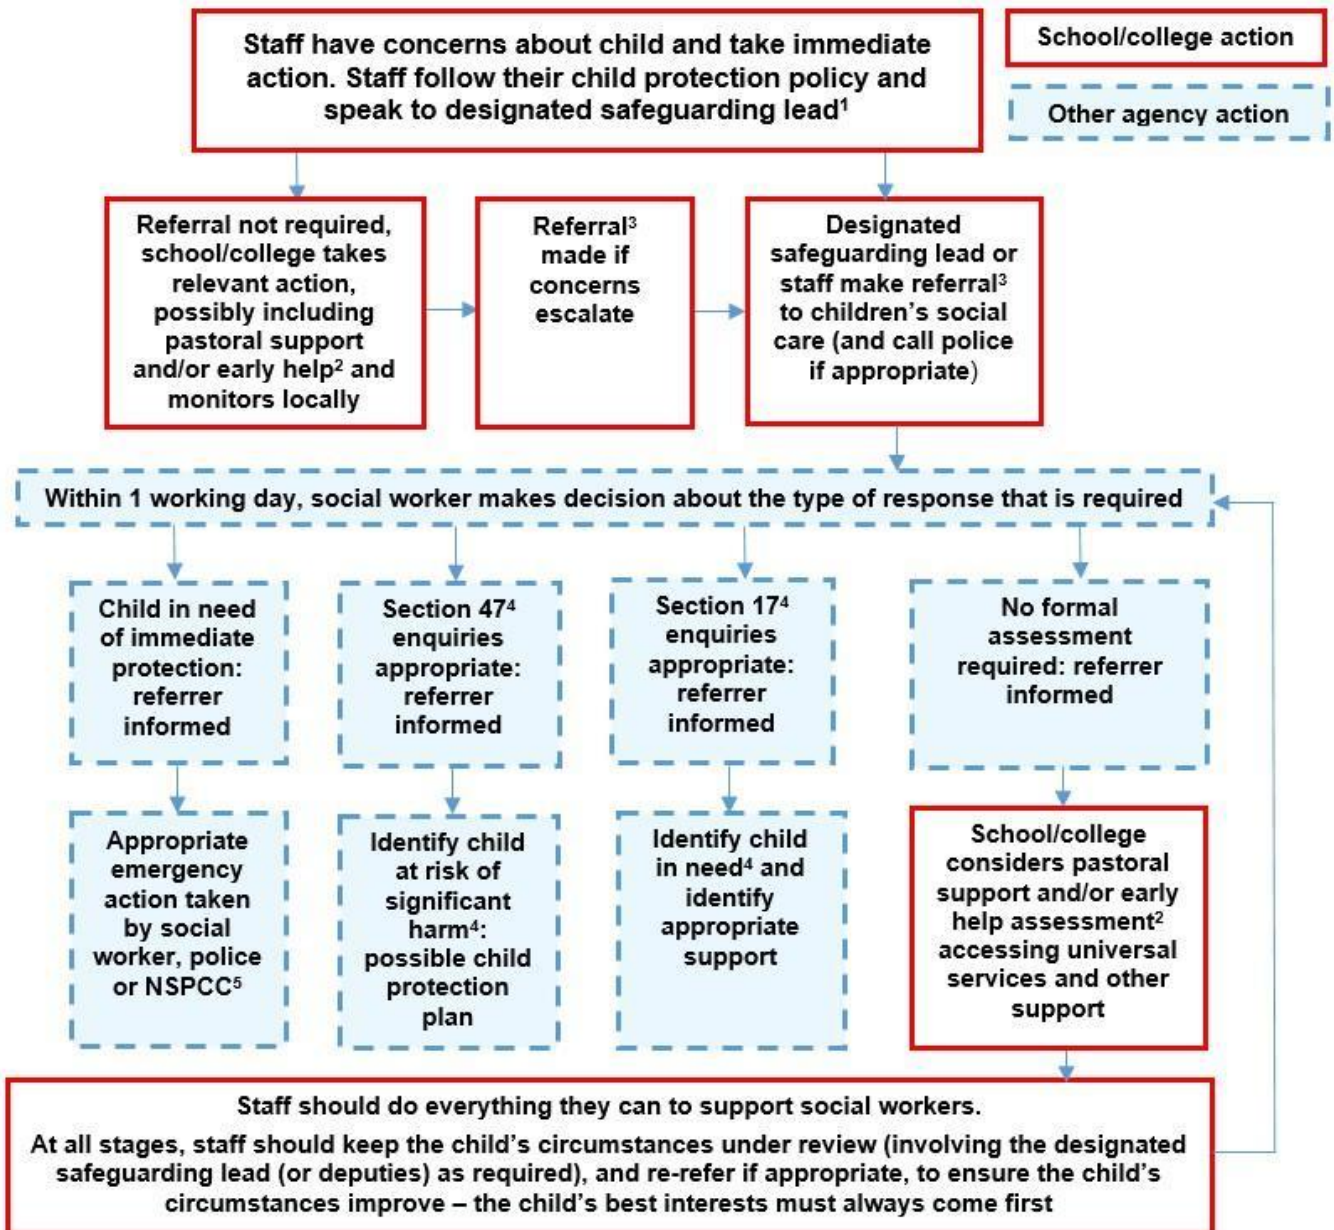 Staff have concerns about child and take immediate
action. Staff follow their child protection policy and
speak to designated safeguarding lead¹
School/college action
Other agency action
Referral not required,
school/college takes
relevant action,
possibly including
pastoral support
and/or early help² and
monitors locally
Referral³
made if
concerns
escalate
Designated
safeguarding lead or
staff make referral³
to children’s social
care (and call police
if appropriate)
Within 1 working day, social worker makes decision about the type of response that is required
Child in need
of immediate
protection:
referrer
informed
Section 47⁴
enquiries
appropriate:
referrer
informed
Section 17⁴
enquiries
appropriate:
referrer
informed
No formal
assessment
required: referrer
informed
Appropriate
emergency
action taken
by social
worker, police
or NSPCC⁵
Identify child
at risk of
significant
harm⁴:
possible child
protection
plan
Identify child
in need⁴ and
identify
appropriate
support
School/college
considers pastoral
support and/or early
help assessment²
accessing universal
services and other
support
Staff should do everything they can to support social workers.
At all stages, staff should keep the child’s circumstances under review (involving the designated
safeguarding lead (or deputies) as required), and re-refer if appropriate, to ensure the child’s
circumstances improve – the child’s best interests must always come first